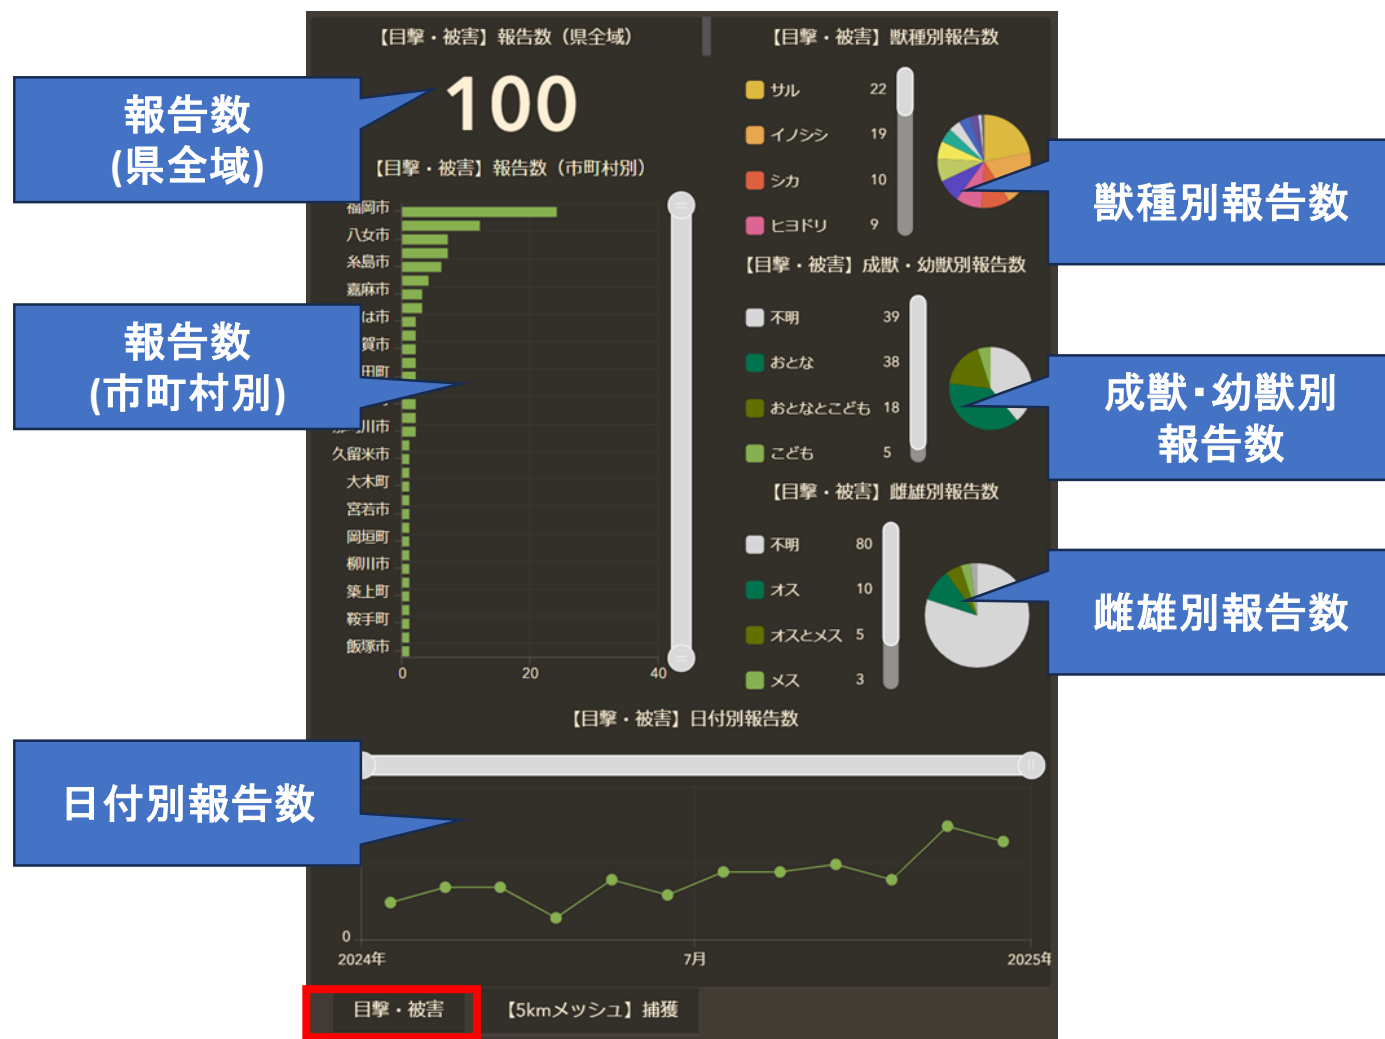 【目撃・被害】報告数（県全域）
100
報告数
(県全域)
【目撃・被害】報告数（市町村別）
福岡市
八女市
糸島市
嘉麻市
は市
賀市
田町
川市
久留米市
大木町
宮若市
岡垣町
柳川市
築上町
鞍手町
飯塚市
0
20
40
報告数
(市町村別)
【目撃・被害】獣種別報告数
サル 22
イノシシ 19
シカ 10
ヒヨドリ 9
獣種別報告数
【目撃・被害】成獣・幼獣別報告数
不明 39
おとな 38
おとなとこども 18
こども 5
成獣・幼獣別
報告数
【目撃・被害】雌雄別報告数
不明 80
オス 10
オスとメス 5
メス 3
雌雄別報告数
【目撃・被害】日付別報告数
日付別報告数
0
2024年
7月
2025年
目撃・被害
【5kmメッシュ】捕獲